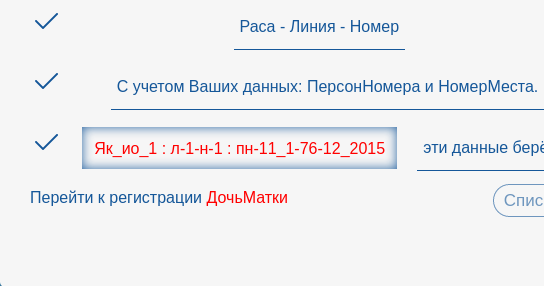 Раса - Линия - Номер
С учетом Ваших данных: ПерсонНомера и НомерМеста.
Як_ио_1 : л-1-н-1 : пн-11_1-76-12_2015 эти данные берё
Перейти к регистрации ДочьМатки
Спис